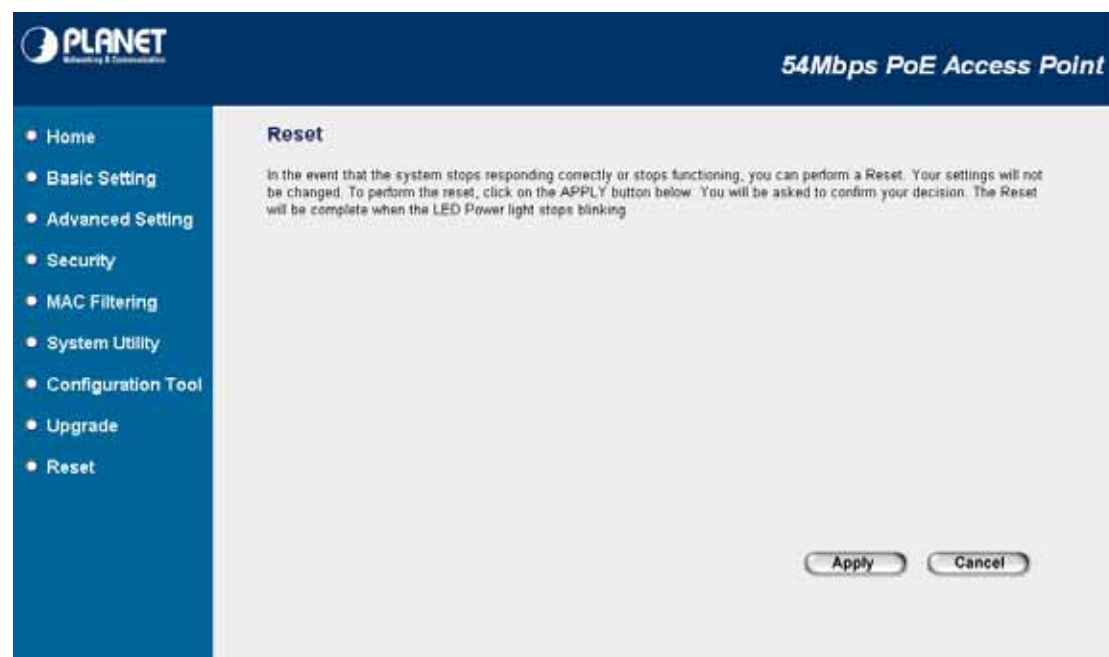 PLANET
Networking & Communication
54Mbps PoE Access Point
Home
Basic Setting
Advanced Setting
Security
MAC Filtering
System Utility
Configuration Tool
Upgrade
Reset
Reset
In the event that the system stops responding correctly or stops functioning, you can perform a Reset. Your settings will not
be changed. To perform the reset, click on the APPLY button below. You will be asked to confirm your decision. The Reset
will be complete when the LED Power light stops blinking
Apply
Cancel